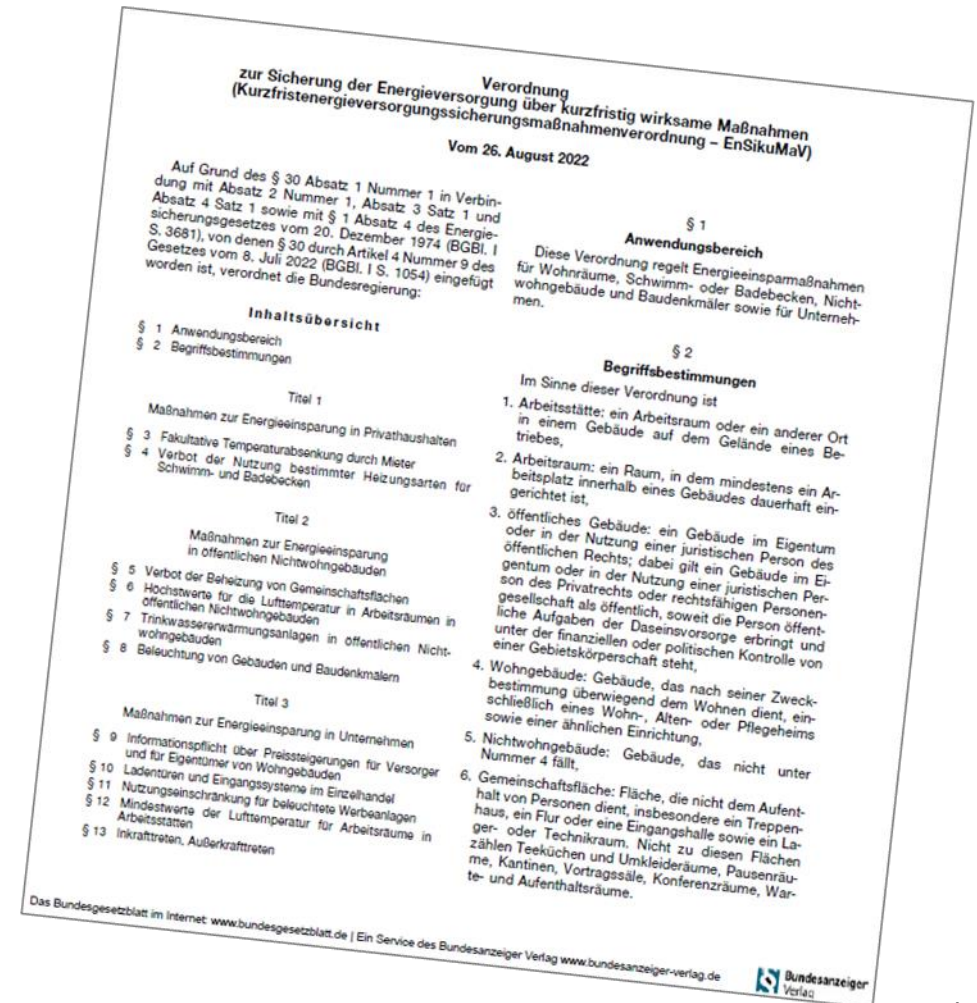 Verordnung
zur Sicherung der Energieversorgung über kurzfristig wirksame Maßnahmen
(Kurzfristenergieversorgungssicherungsmaßnahmenverordnung – EnSikuMaV)
Vom 26. August 2022
Auf Grund des § 30 Absatz 1 Nummer 1 in Verbin-
dung mit Absatz 2 Nummer 1, Absatz 3 Satz 1 und
Absatz 4 Satz 1 sowie mit § 1 Absatz 4 des Energie-
sicherungsgesetzes vom 20. Dezember 1974 (BGBl. I
S. 3681), von denen § 30 durch Artikel 4 Nummer 9 des
Gesetzes vom 8. Juli 2022 (BGBl. I S. 1054) eingefügt
worden ist, verordnet die Bundesregierung:
Inhaltsübersicht
§ 1 Anwendungsbereich
§ 2 Begriffsbestimmungen
Titel 1
Maßnahmen zur Energieeinsparung in Privathaushalten
§ 3 Fakultative Temperaturabsenkung durch Mieter
§ 4 Verbot der Nutzung bestimmter Heizungsarten für
Schwimm- und Badebecken
Titel 2
Maßnahmen zur Energieeinsparung
in öffentlichen Nichtwohngebäuden
§ 5 Verbot der Beheizung von Gemeinschaftsflächen
§ 6 Höchstwerte für die Lufttemperatur in Arbeitsräumen in
öffentlichen Nichtwohngebäuden
§ 7 Trinkwassererwärmungsanlagen in öffentlichen Nicht-
wohngebäuden
§ 8 Beleuchtung von Gebäuden und Baudenkmälern
Titel 3
Maßnahmen zur Energieeinsparung in Unternehmen
§ 9 Informationspflicht über Preissteigerungen für Versorger
und für Eigentümer von Wohngebäuden
§ 10 Ladentüren und Eingangssysteme im Einzelhandel
§ 11 Nutzungseinschränkung für beleuchtete Werbeanlagen
§ 12 Mindestwerte der Lufttemperatur für Arbeitsräume in
Arbeitsstätten
§ 13 Inkrafttreten, Außerkrafttreten
§ 1
Anwendungsbereich
Diese Verordnung regelt Energieeinsparmaßnahmen
für Wohnräume, Schwimm- oder Badebecken, Nicht-
wohngebäude und Baudenkmäler sowie für Unterneh-
men.
§ 2
Begriffsbestimmungen
Im Sinne dieser Verordnung ist
1. Arbeitsstätte: ein Arbeitsraum oder ein anderer Ort
in einem Gebäude auf dem Gelände eines Be-
triebes,
2. Arbeitsraum: ein Raum, in dem mindestens ein Ar-
beitsplatz innerhalb eines Gebäudes dauerhaft ein-
gerichtet ist,
3. öffentliches Gebäude: ein Gebäude im Eigentum
oder in der Nutzung einer juristischen Person des
öffentlichen Rechts; dabei gilt ein Gebäude im Ei-
gentum oder in der Nutzung einer juristischen Per-
son des Privatrechts oder rechtsfähigen Personen-
gesellschaft als öffentlich, soweit die Person öffent-
liche Aufgaben der Daseinsvorsorge erbringt und
unter der finanziellen oder politischen Kontrolle von
einer Gebietskörperschaft steht,
4. Wohngebäude: Gebäude, das nach seiner Zweck-
bestimmung überwiegend dem Wohnen dient, ein-
schließlich eines Wohn-, Alten- oder Pflegeheims
sowie einer ähnlichen Einrichtung,
5. Nichtwohngebäude: Gebäude, das nicht unter
Nummer 4 fällt,
6. Gemeinschaftsfläche: Fläche, die nicht dem Aufent-
halt von Personen dient, insbesondere ein Treppen-
haus, ein Flur oder eine Eingangshalle sowie ein La-
ger- oder Technikraum. Nicht zu diesen Flächen
zählen Teeküchen und Umkleideräume, Pausenräu-
me, Kantinen, Vortragssäle, Konferenzräume, War-
te- und Aufenthaltsräume.
Das Bundesgesetzblatt im Internet: www.bundesgesetzblatt.de | Ein Service des Bundesanzeiger Verlag www.bundesanzeiger-verlag.de
Bundesanzeiger
Verlag